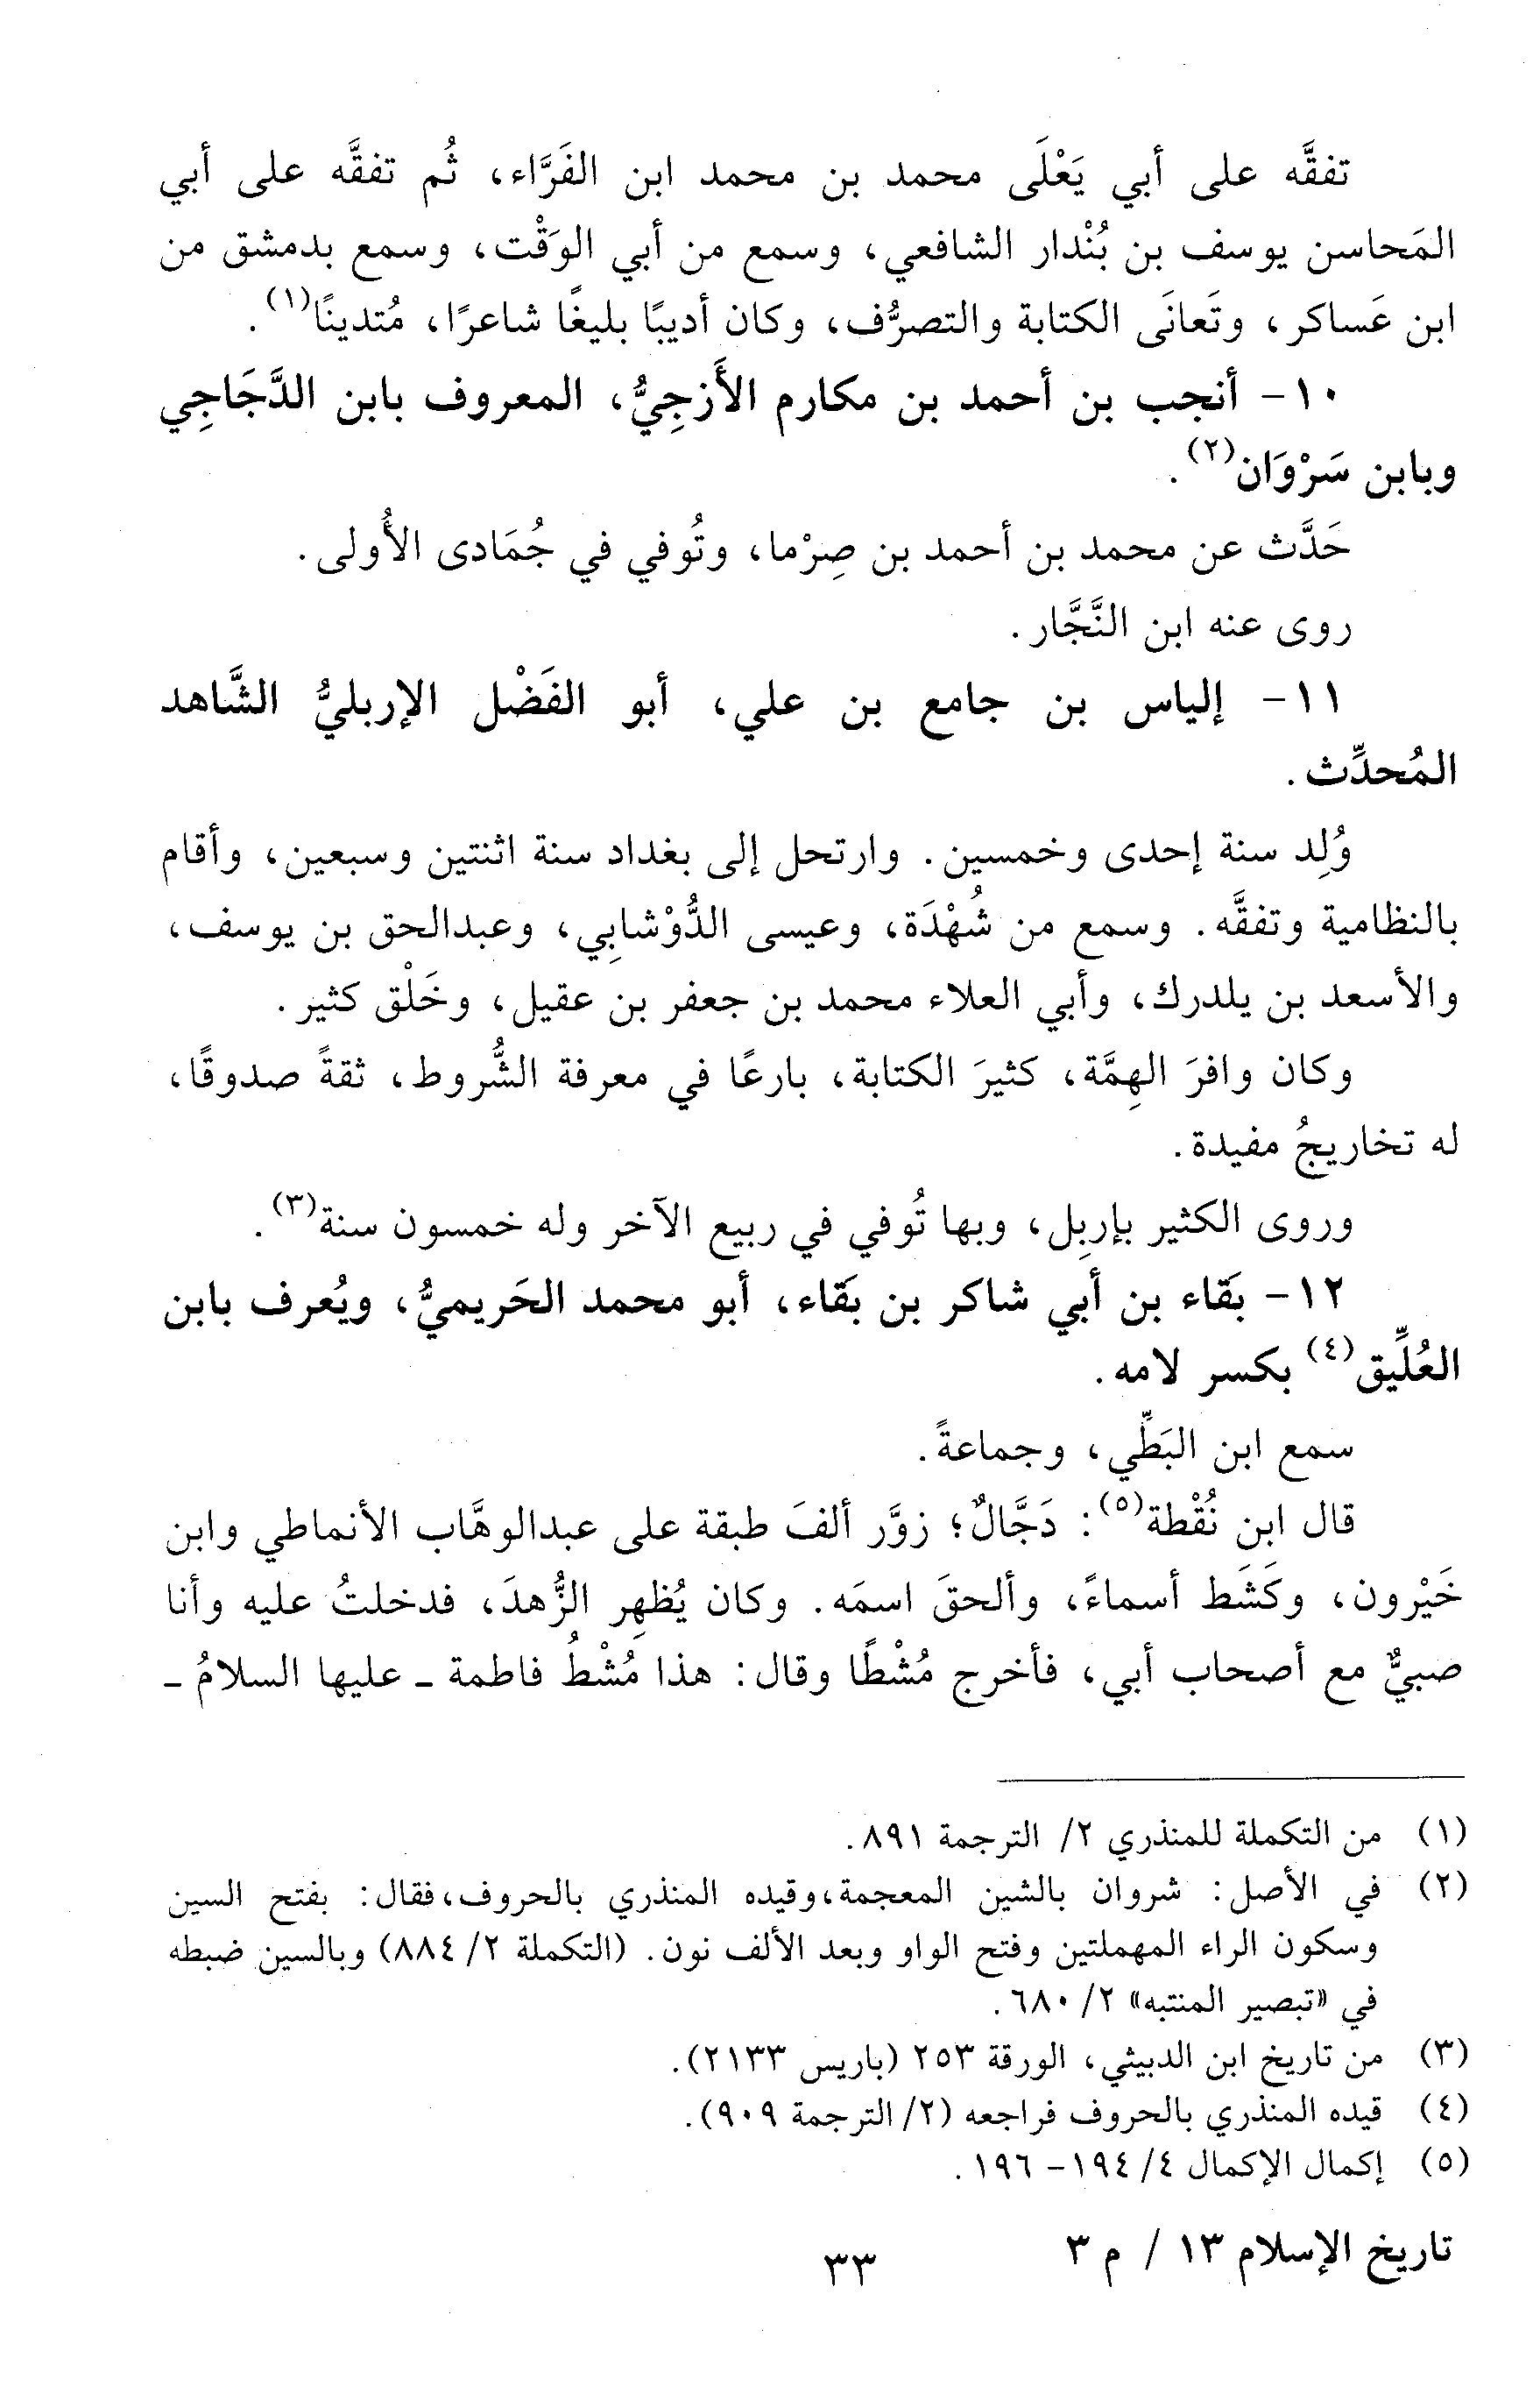 تفقَّه على أبي يَعْلَى محمد بن محمد ابن الفَرَّاء، ثُم تفقَّه على أبي
المَحاسن يوسف بن بُنْدار الشافعي، وسمع من أبي الوَقْت، وسمع بدمشق من
ابن عَساكر، وتَعانَى الكتابة والتصرُّف، وكان أديبًا بليغًا شاعرًا، مُتدينًا(١).
١٠- أنجب بن أحمد بن مكارم الأَزجِيُّ، المعروف بابن الدَّجَاجِي
وبابن سَرْوَان(٢).
حَدَّث عن محمد بن أحمد بن صِرْما، وتُوفي في جُمَادى الأُولى.
روى عنه ابن النَّجَّار.
١١- إلياس بن جامع بن علي، أبو الفَضْل الإربليُّ الشَّاهد
المُحدِّث.
وُلِد سنة إحدى وخمسين. وارتحل إلى بغداد سنة اثنتين وسبعين، وأقام
بالنظامية وتفقَّه. وسمع من شُهْدَة، وعيسى الدُّوْشابِي، وعبدالحق بن يوسف،
والأسعد بن يلدرك، وأبي العلاء محمد بن جعفر بن عقيل، وخَلْق كثير.
وكان وافرَ الهِمَّة، كثيرَ الكتابة، بارعًا في معرفة الشُّروط، ثقةً صدوقًا،
له تخاريجُ مفيدة.
وروى الكثير بإربِل، وبها تُوفي في ربيع الآخر وله خمسون سنة(٣).
١٢- بَقَاء بن أبي شاكر بن بَقَاء، أبو محمد الحَريميُّ، ويُعرف بابن
العُلِّيق(٤) بكسر لامه.
سمع ابن البَطِّي، وجماعةً.
قال ابن نُقْطة(٥): دَجَّالٌ؛ زوَّر ألفَ طبقة على عبدالوهَّاب الأنماطي وابن
خَيْرون، وكَشَط أسماءً، وألحقَ اسمَه. وكان يُظهِر الزُّهدَ، فدخلتُ عليه وأنا
صبيٌّ مع أصحاب أبي، فأخرج مُشْطًا وقال: هذا مُشْطُ فاطمة ـ عليها السلامُ ـ
(١) من التكملة للمنذري ٢/ الترجمة ٨٩١.
(٢) في الأصل: شروان بالشين المعجمة،وقيده المنذري بالحروف،فقال: بفتح السين
وسكون الراء المهملتين وفتح الواو وبعد الألف نون. (التكملة ٢/ ٨٨٤) وبالسين ضبطه
في «تبصير المنتبه» ٢/ ٦٨٠.
(٣) من تاريخ ابن الدبيثي، الورقة ٢٥٣ (باريس ٢١٣٣).
(٤) قيده المنذري بالحروف فراجعه (٢/ الترجمة ٩٠٩).
(٥) إكمال الإكمال ٤/ ١٩٤- ١٩٦.
تاريخ الإسلام ١٣ / م ٣
٣٣